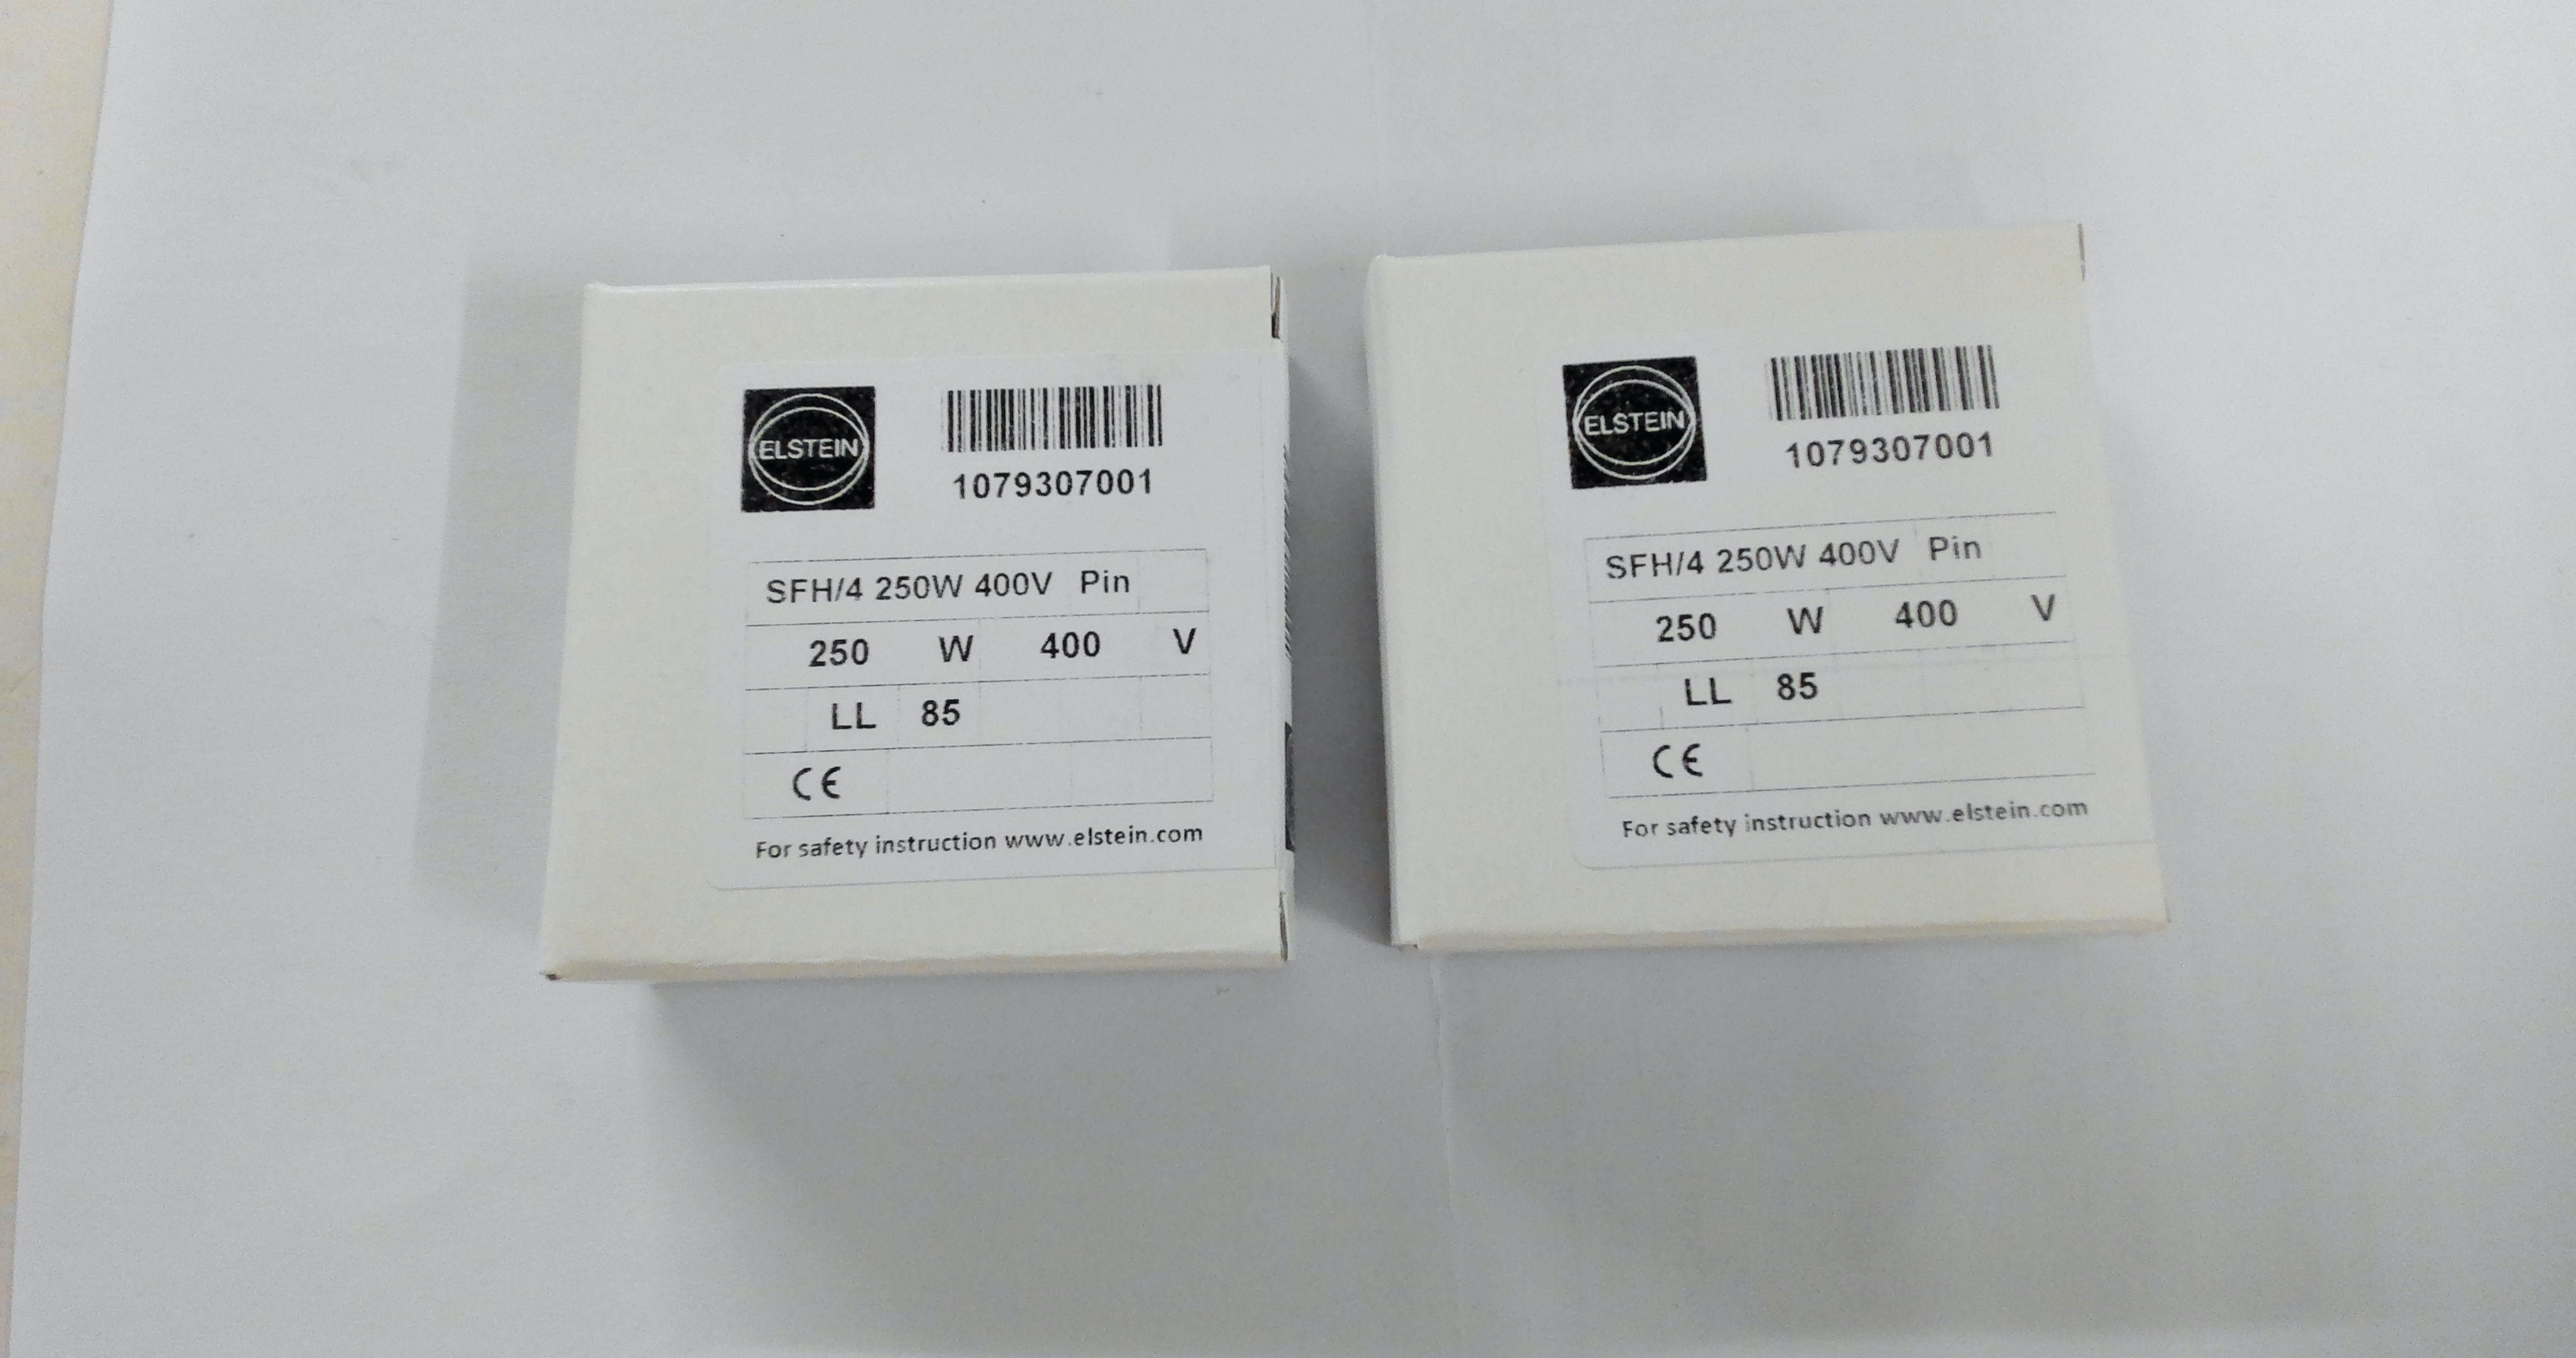 ELSTEIN
1079307001
SFH/4 250W 400V Pin
250 W 400 V
LL 85
CE
For safety instruction www.elstein.com
ELSTEIN
1079307001
SFH/4 250W 400V Pin
250 W 400 V
LL 85
CE
For safety instruction www.elstein.com